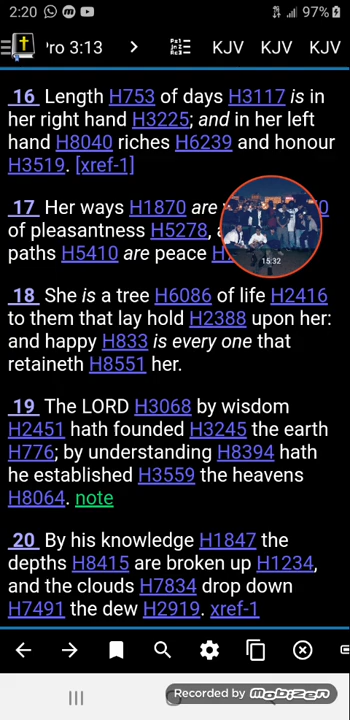 2:20 97%
'ro 3:13 KJV KJV KJV
16 Length H753 of days H3117 is in
her right hand H3225; and in her left
hand H8040 riches H6239 and honour
H3519. [xref-1]
17 Her ways H1870 are
of pleasantness H5278,
paths H5410 are peace
15:32
18 She is a tree H6086 of life H2416
to them that lay hold H2388 upon her:
and happy H833 is every one that
retaineth H8551 her.
19 The LORD H3068 by wisdom
H2451 hath founded H3245 the earth
H776; by understanding H8394 hath
he established H3559 the heavens
H8064. note
20 By his knowledge H1847 the
depths H8415 are broken up H1234,
and the clouds H7834 drop down
H7491 the dew H2919. xref-1
Recorded by Mobizen